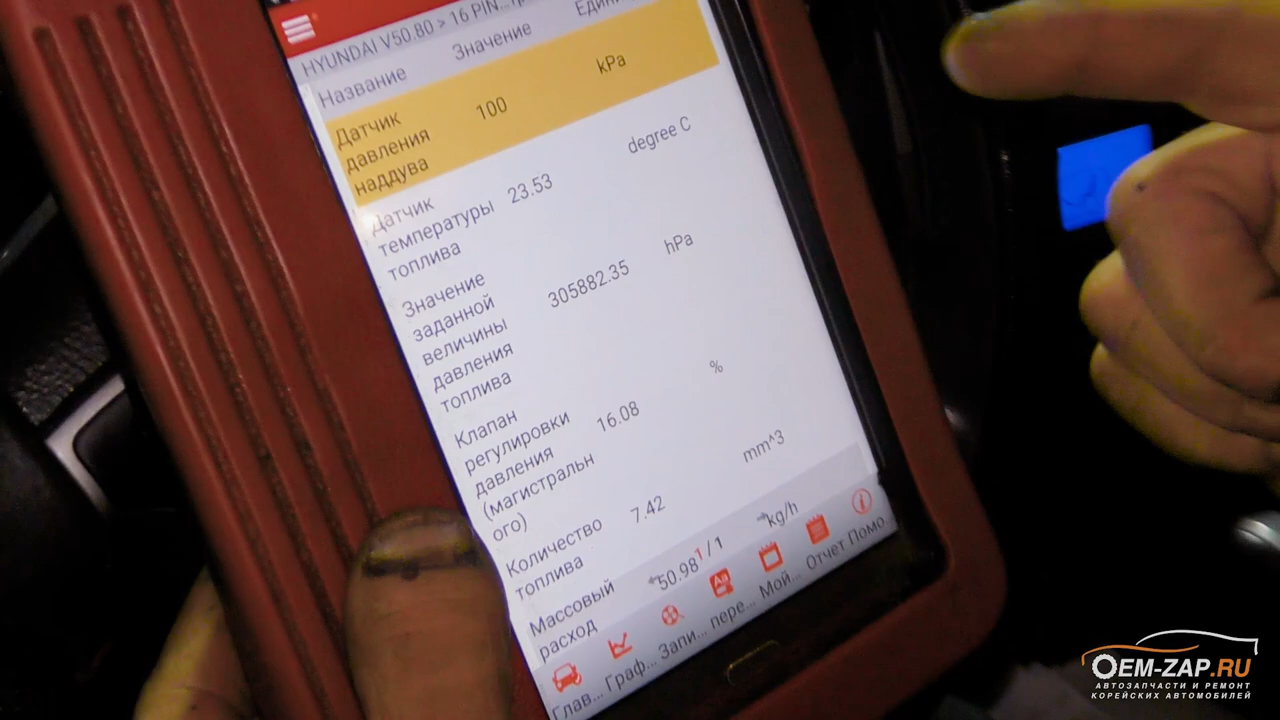 HYUNDAI V50.80 > 16 PIN...
Название Значение
Датчик давления наддува 100 kPa
Датчик температуры топлива 23.53 degree C
Значение заданной величины давления топлива 305882.35 hPa
Клапан регулировки давления (магистрального) 16.08 %
Количество топлива 7.42 mm^3
Массовый расход 50.98 kg/h
1 / 1
Глав... Граф... Запи... пере... Мой... Отчет Помо
OEM-ZAP.RU
АВТОЗАПЧАСТИ И РЕМОНТ
КОРЕЙСКИХ АВТОМОБИЛЕЙ